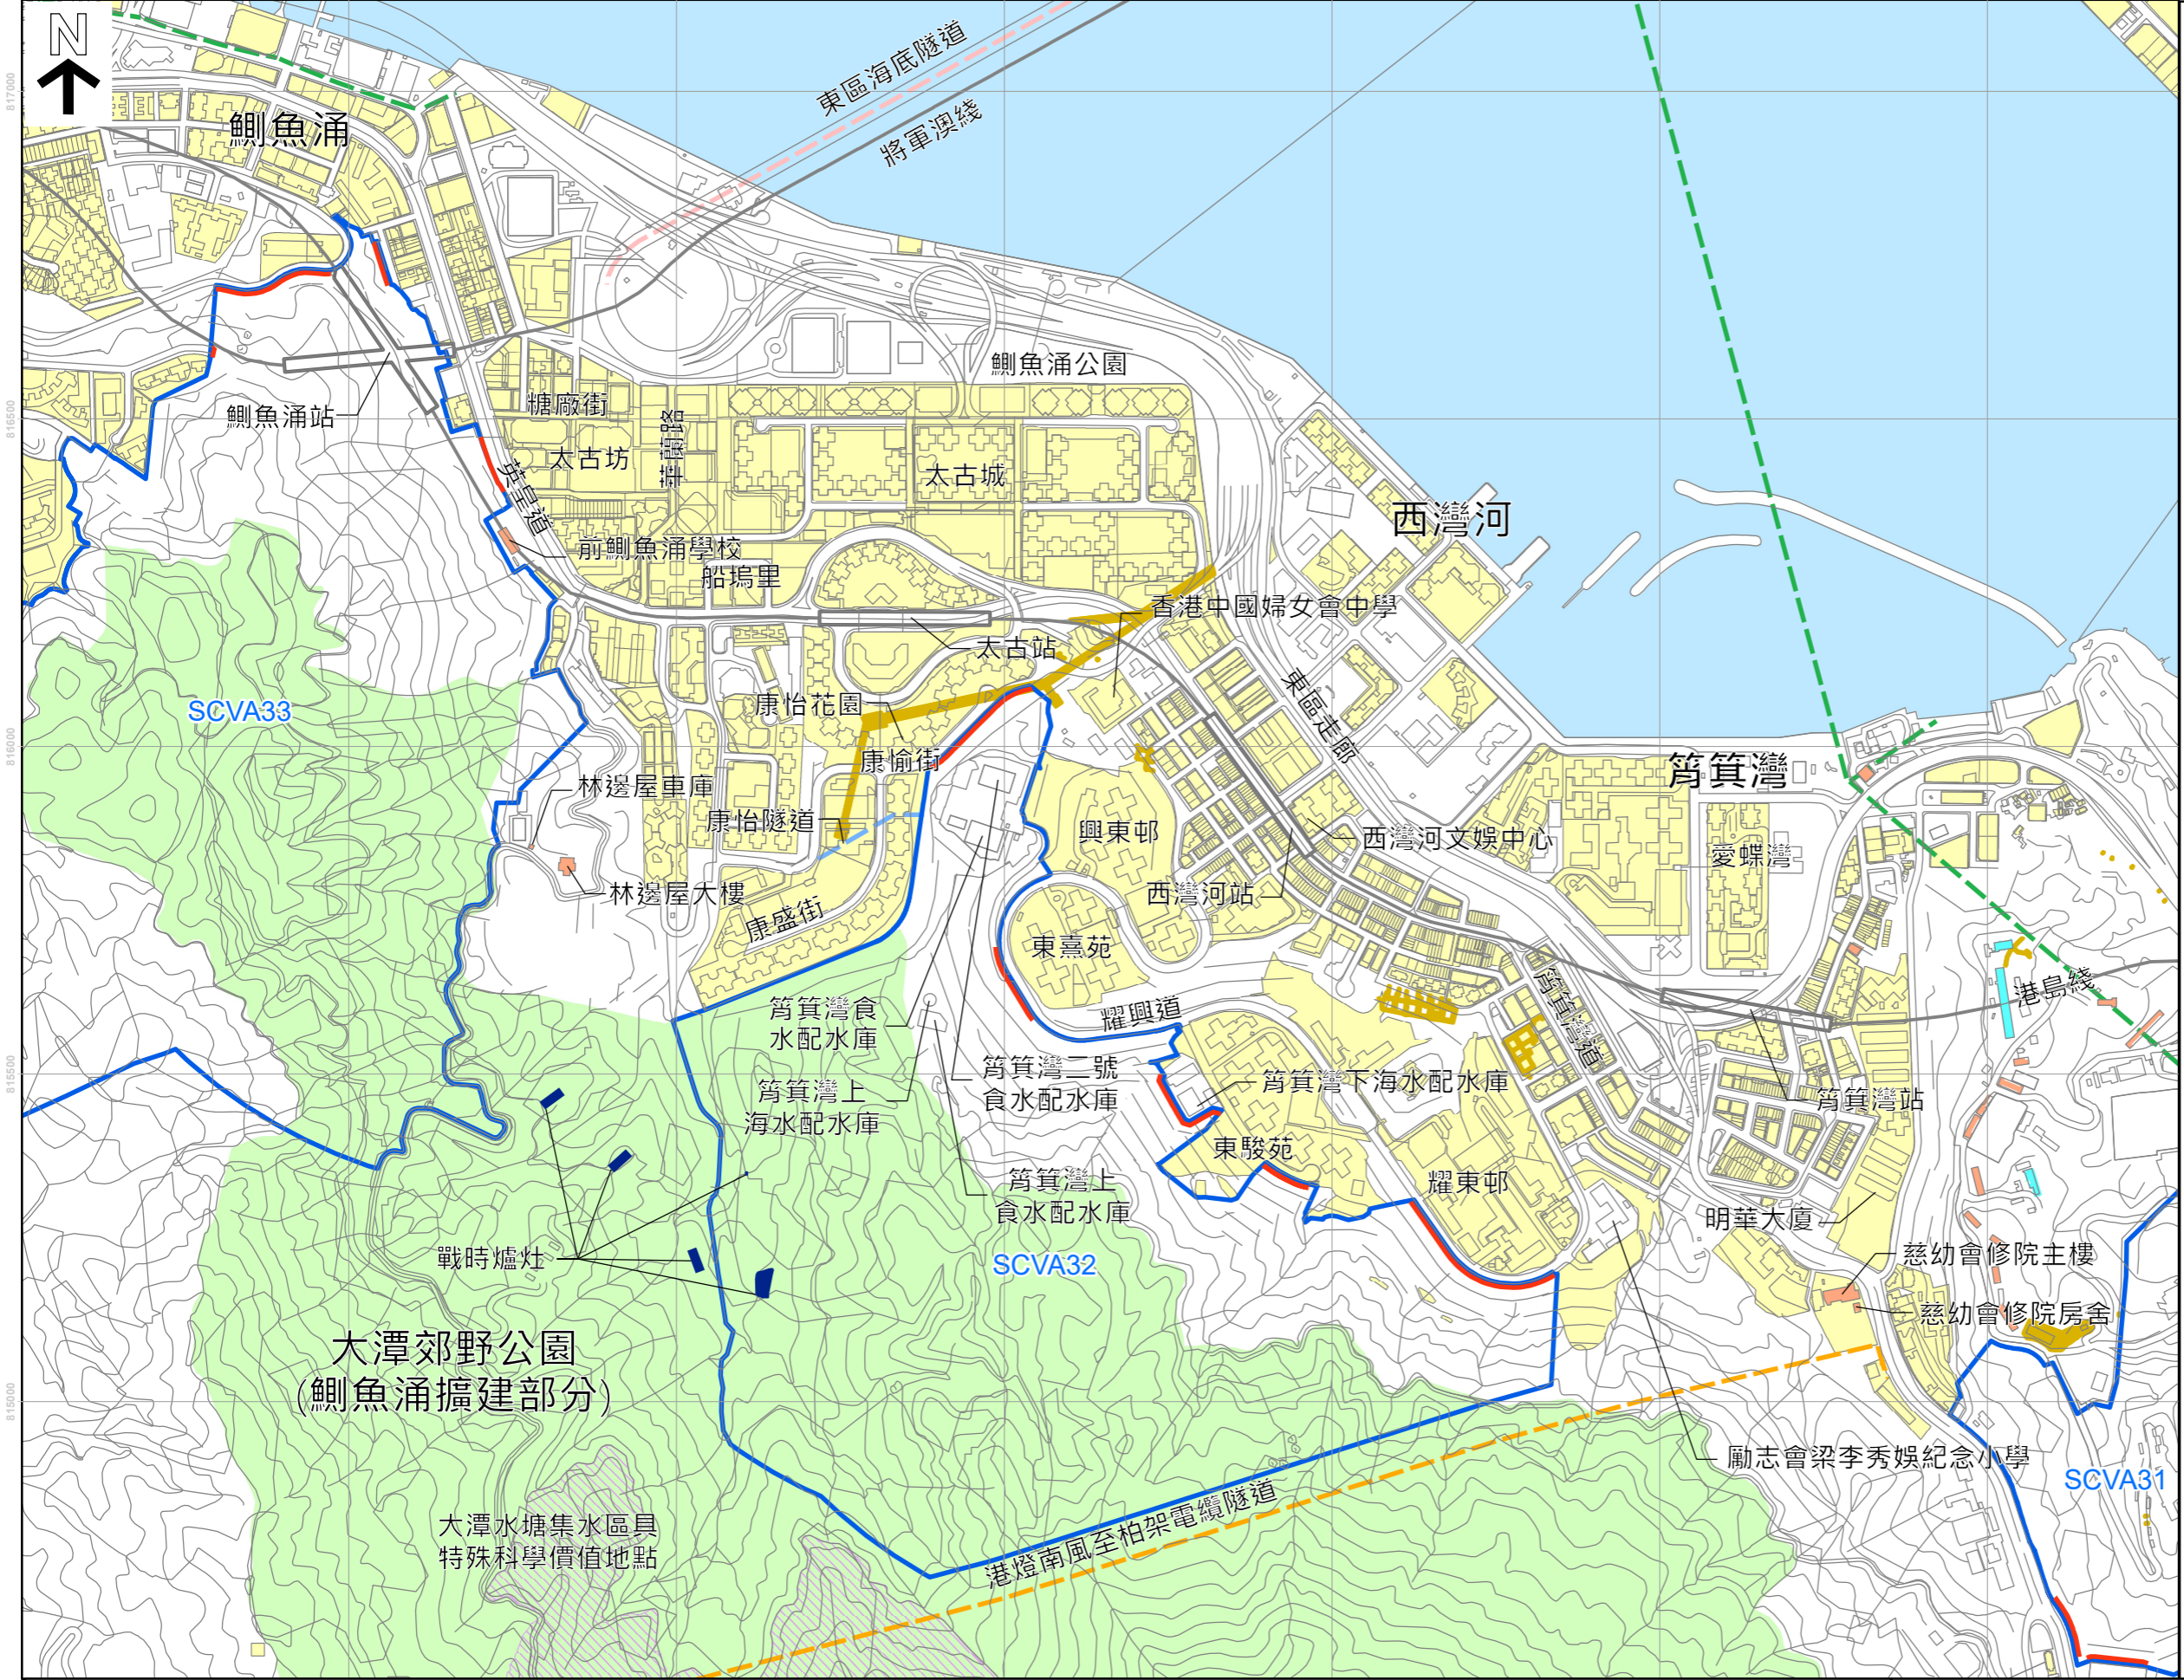 N
817000
816500
816000
815500
815000
東區海底隧道
將軍澳綫
鰂魚涌
鰂魚涌公園
糖廠街
鰂魚涌站
華蘭路
太古坊
太古城
英皇道
西灣河
前鰂魚涌學校
船塢里
香港中國婦女會中學
太古站
東區走廊
康怡花園
SCVA33
康愉街
筲箕灣
林邊屋車庫
康怡隧道
興東邨
西灣河文娛中心
愛蝶灣
林邊屋大樓
西灣河站
康盛街
東熹苑
港島綫
筲箕灣食
水配水庫
耀興道
筲箕灣道
筲箕灣二號
食水配水庫
筲箕灣上
海水配水庫
筲箕灣下海水配水庫
筲箕灣站
東駿苑
筲箕灣上
食水配水庫
耀東邨
明華大廈
戰時爐灶
SCVA32
慈幼會修院主樓
慈幼會修院房舍
大潭郊野公園
(鰂魚涌擴建部分)
勵志會梁李秀娛紀念小學
SCVA31
大潭水塘集水區具
特殊科學價值地點
港燈南風至柏架電纜隧道